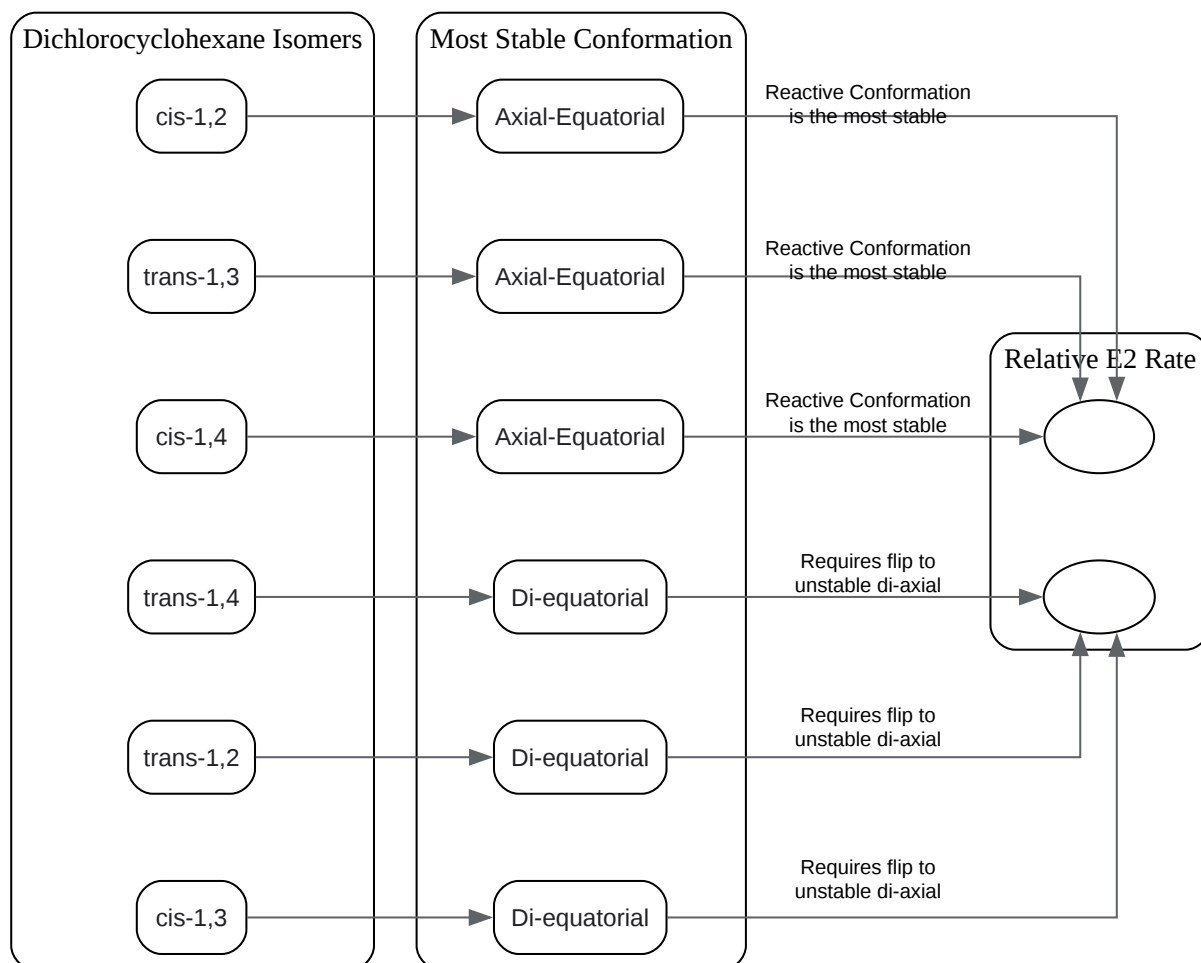 Dichlorocyclohexane Isomers
Most Stable Conformation
cis-1,2
Axial-Equatorial
Reactive Conformation
is the most stable
trans-1,3
Axial-Equatorial
Reactive Conformation
is the most stable
Relative E2 Rate
cis-1,4
Axial-Equatorial
Reactive Conformation
is the most stable
trans-1,4
Di-equatorial
Requires flip to
unstable di-axial
trans-1,2
Di-equatorial
Requires flip to
unstable di-axial
cis-1,3
Di-equatorial
Requires flip to
unstable di-axial